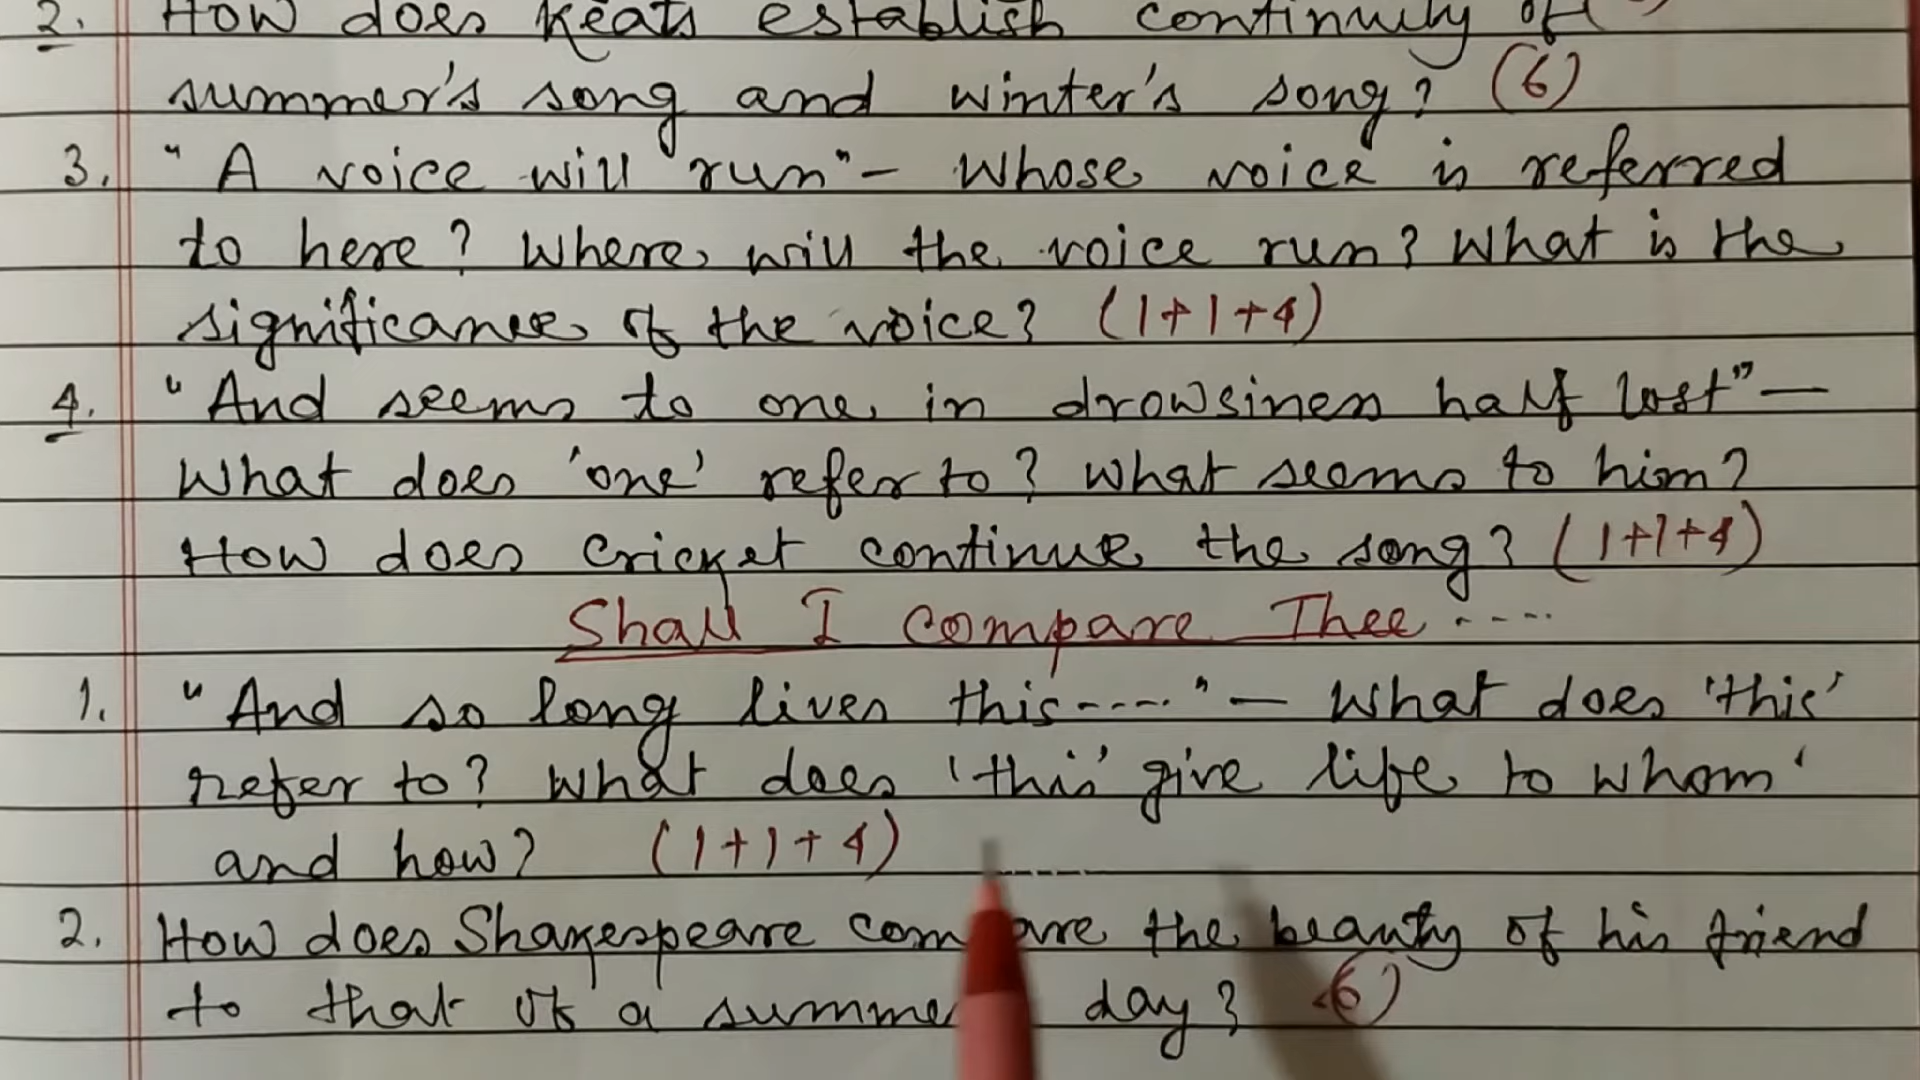 2. How does Keats establish continuity of
summer's song and winter's song? (6)
3. "A voice will run" – Whose voice is referred
to here? Where will the voice run? What is the
significance of the voice? (1+1+4)
4. "And seems to one in drowsiness half lost" –
What does 'one' refer to? What seems to him?
How does cricket continue the song? (1+1+4)
Shall I Compare Thee .....
1. "And so long lives this....." – What does 'this'
refer to? What does 'this' give life to whom
and how? (1+1+4)
2. How does Shakespeare compare the beauty of his friend
to that of a summer day? (6)